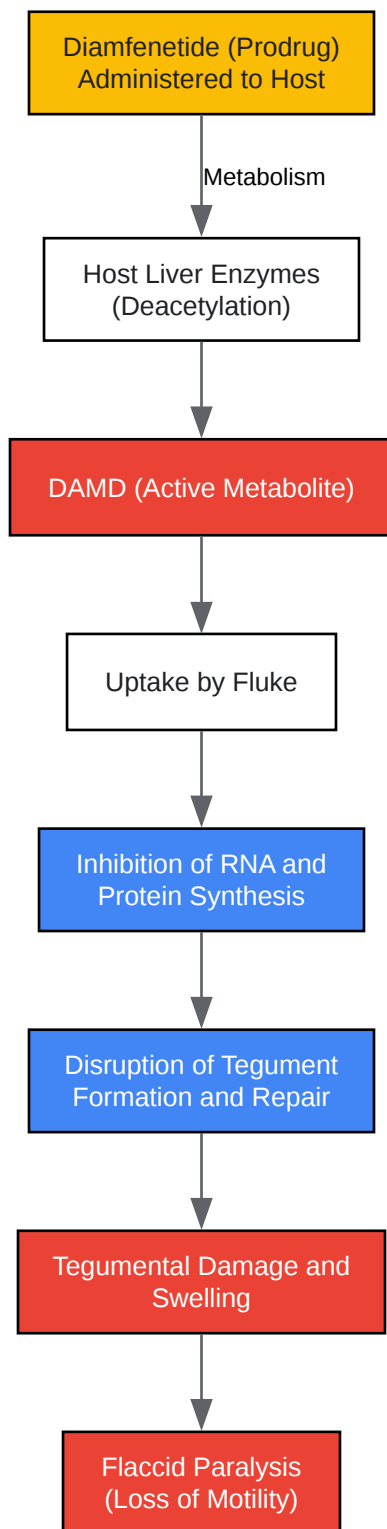 Diamfenetide (Prodrug)
Administered to Host
Metabolism
Host Liver Enzymes
(Deacetylation)
DAMD (Active Metabolite)
Uptake by Fluke
Inhibition of RNA and
Protein Synthesis
Disruption of Tegument
Formation and Repair
Tegumental Damage and
Swelling
Flaccid Paralysis
(Loss of Motility)